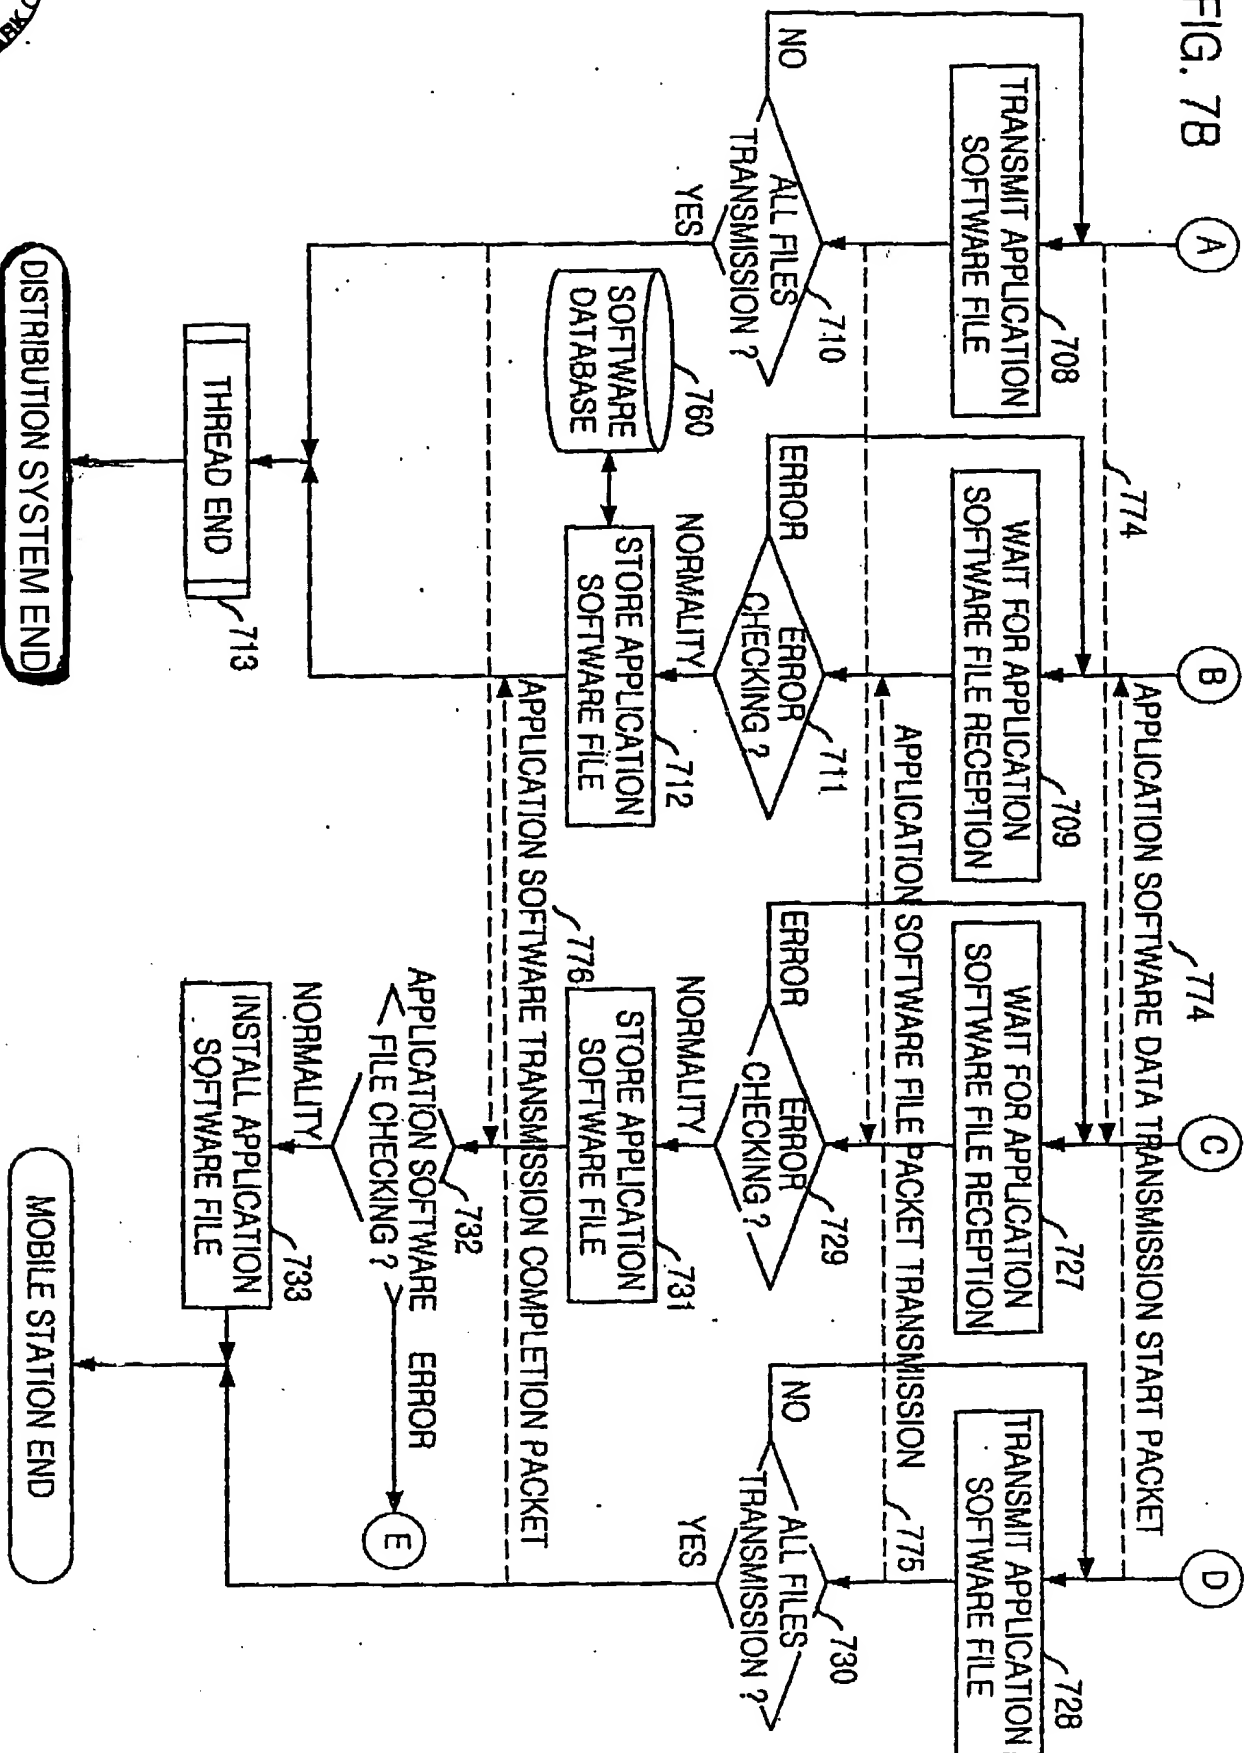 FIG. 7B
A
B
C
D
774
774
APPLICATION SOFTWARE DATA TRANSMISSION START PACKET
TRANSMIT APPLICATION
SOFTWARE FILE
708
WAIT FOR APPLICATION
SOFTWARE FILE RECEPTION
709
WAIT FOR APPLICATION
SOFTWARE FILE RECEPTION
727
TRANSMIT APPLICATION
SOFTWARE FILE
728
APPLICATION SOFTWARE FILE PACKET TRANSMISSION
775
NO
ALL FILES
TRANSMISSION ?
710
YES
ERROR
ERROR
CHECKING ?
711
NORMALITY
ERROR
ERROR
CHECKING ?
729
NORMALITY
NO
ALL FILES
TRANSMISSION ?
730
YES
SOFTWARE
DATABASE
760
STORE APPLICATION
SOFTWARE FILE
712
STORE APPLICATION
SOFTWARE FILE
731
776
APPLICATION SOFTWARE TRANSMISSION COMPLETION PACKET
APPLICATION SOFTWARE
FILE CHECKING ?
732
ERROR
E
NORMALITY
THREAD END
713
INSTALL APPLICATION
SOFTWARE FILE
733
DISTRIBUTION SYSTEM END
MOBILE STATION END